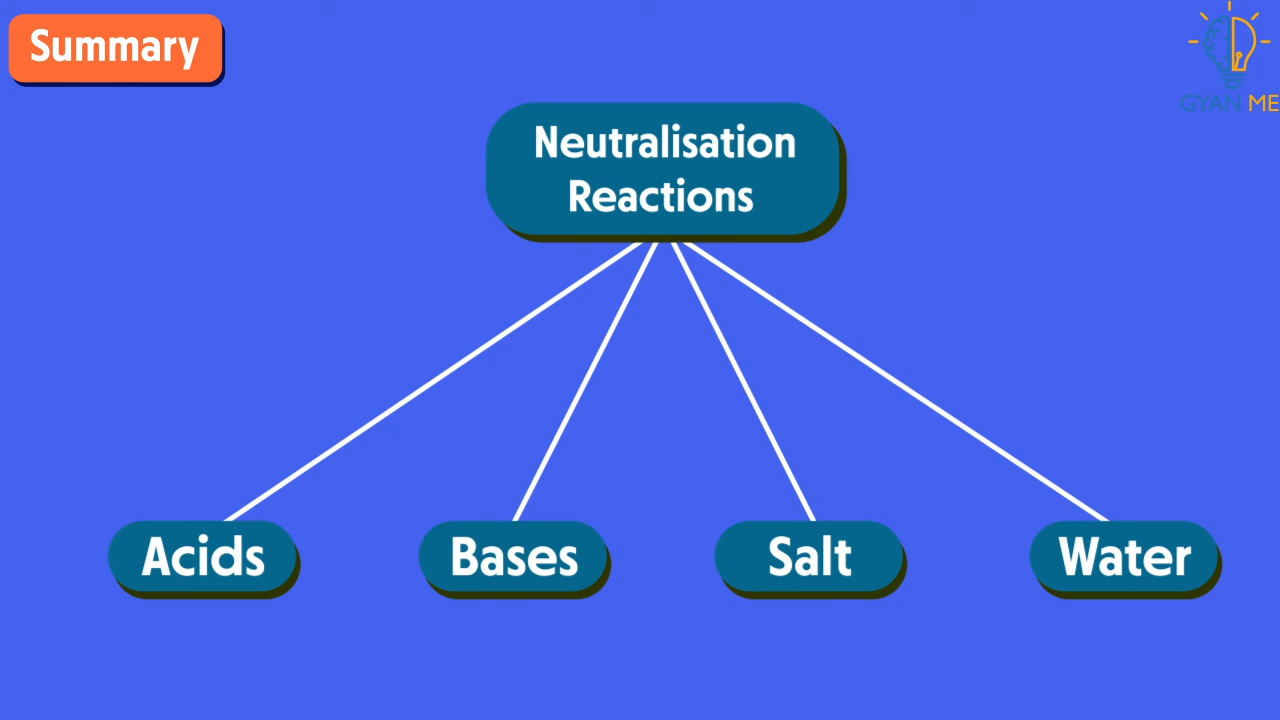 Summary
GYAN ME
Neutralisation
Reactions
Acids
Bases
Salt
Water